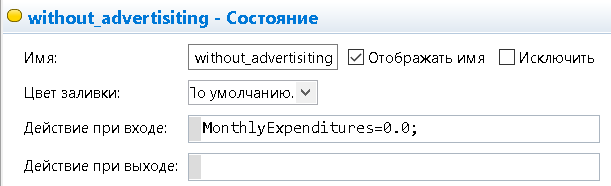 without_advertisiting - Состояние
Имя: without_advertisiting Отображать имя Исключить
Цвет заливки: По умолчанию.
Действие при входе: MonthlyExpenditures=0.0;
Действие при выходе: